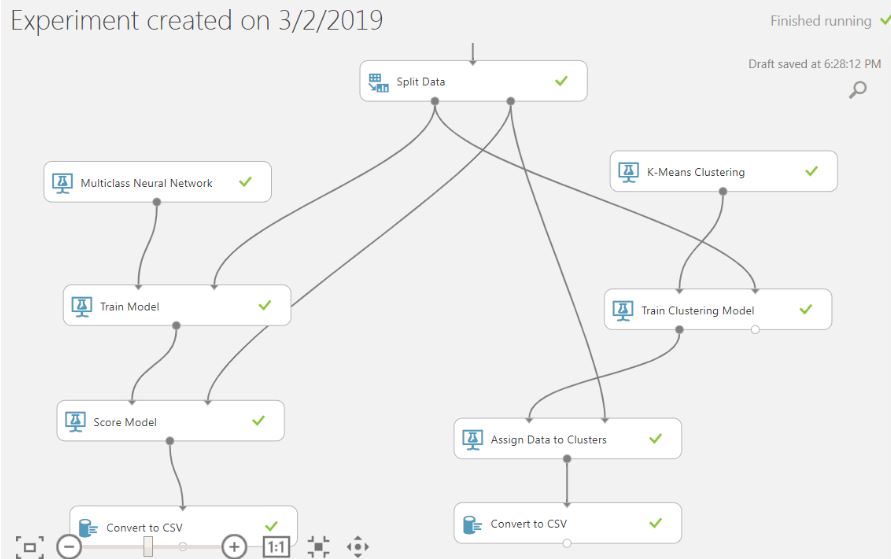 Experiment created on 3/2/2019
Finished running
Draft saved at 6:28:12 PM
Split Data
Multiclass Neural Network
K-Means Clustering
Train Model
Train Clustering Model
Score Model
Assign Data to Clusters
Convert to CSV
Convert to CSV
1:1